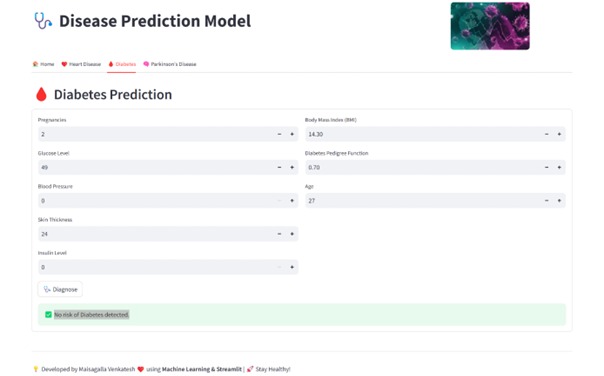 Disease Prediction Model
Home Heart Disease Diabetes Parkinson's Disease
Diabetes Prediction
Pregnancies
2 − +
Glucose Level
49 − +
Blood Pressure
0 − +
Skin Thickness
24 − +
Insulin Level
0 − +
Body Mass Index (BMI)
14.30 − +
Diabetes Pedigree Function
0.70 − +
Age
27 − +
Diagnose
No risk of Diabetes detected.
Developed by Maisagalla Venkatesh ❤️ using Machine Learning & Streamlit | 🚀 Stay Healthy!